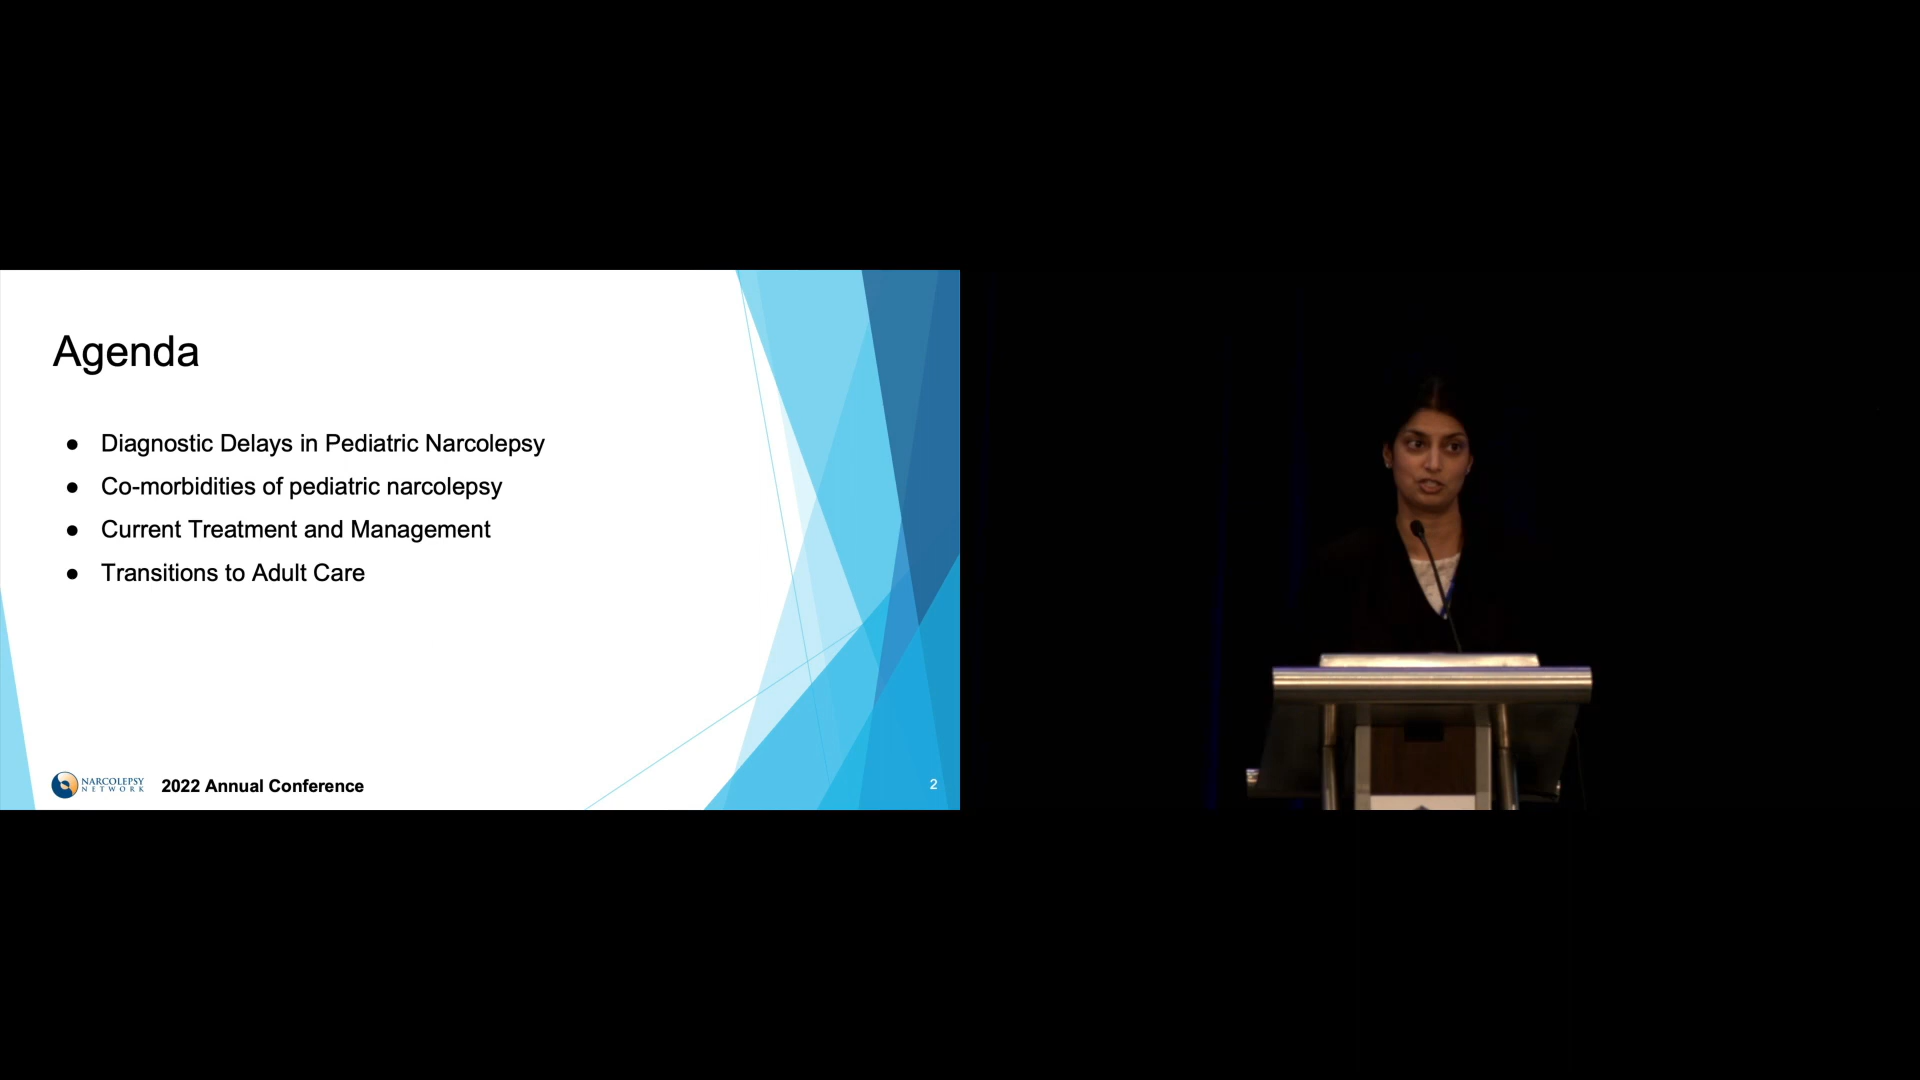 Agenda
● Diagnostic Delays in Pediatric Narcolepsy
● Co-morbidities of pediatric narcolepsy
● Current Treatment and Management
● Transitions to Adult Care
NARCOLEPSY
NETWORK
2022 Annual Conference
2